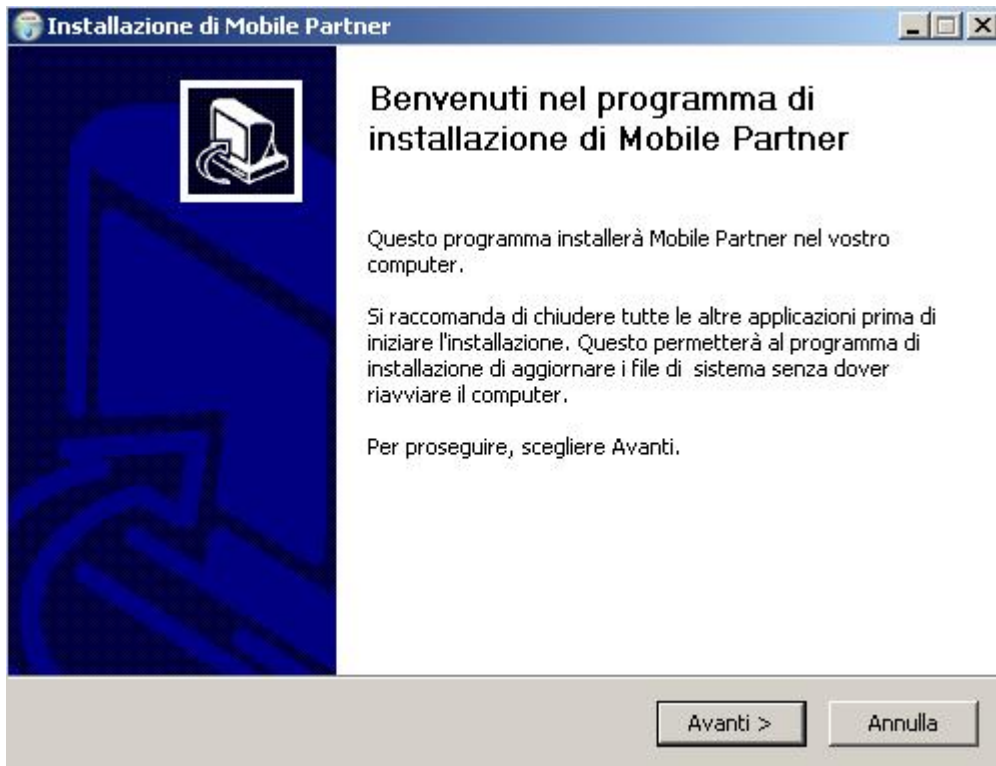 Installazione di Mobile Partner
Benvenuti nel programma di
installazione di Mobile Partner
Questo programma installerà Mobile Partner nel vostro
computer.
Si raccomanda di chiudere tutte le altre applicazioni prima di
iniziare l'installazione. Questo permetterà al programma di
installazione di aggiornare i file di  sistema senza dover
riavviare il computer.
Per proseguire, scegliere Avanti.
Avanti >
Annulla